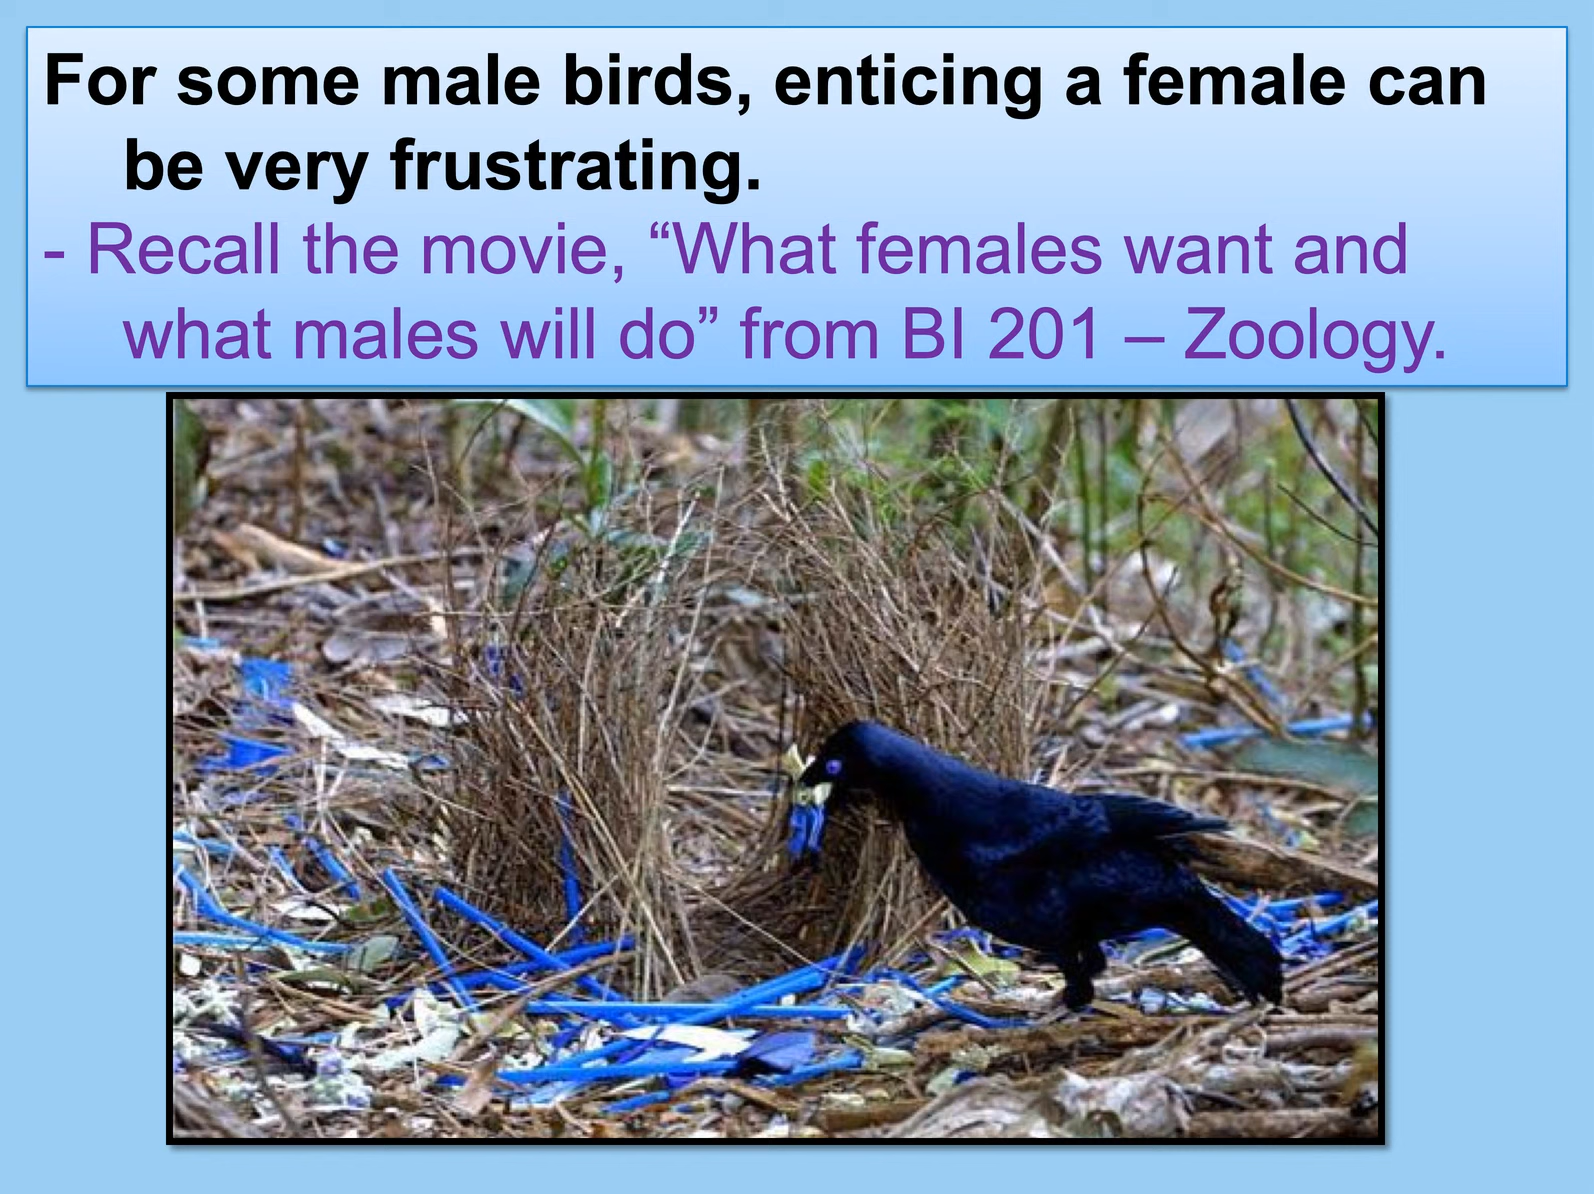 For some male birds, enticing a female can
be very frustrating.
- Recall the movie, “What females want and
what males will do” from BI 201 – Zoology.